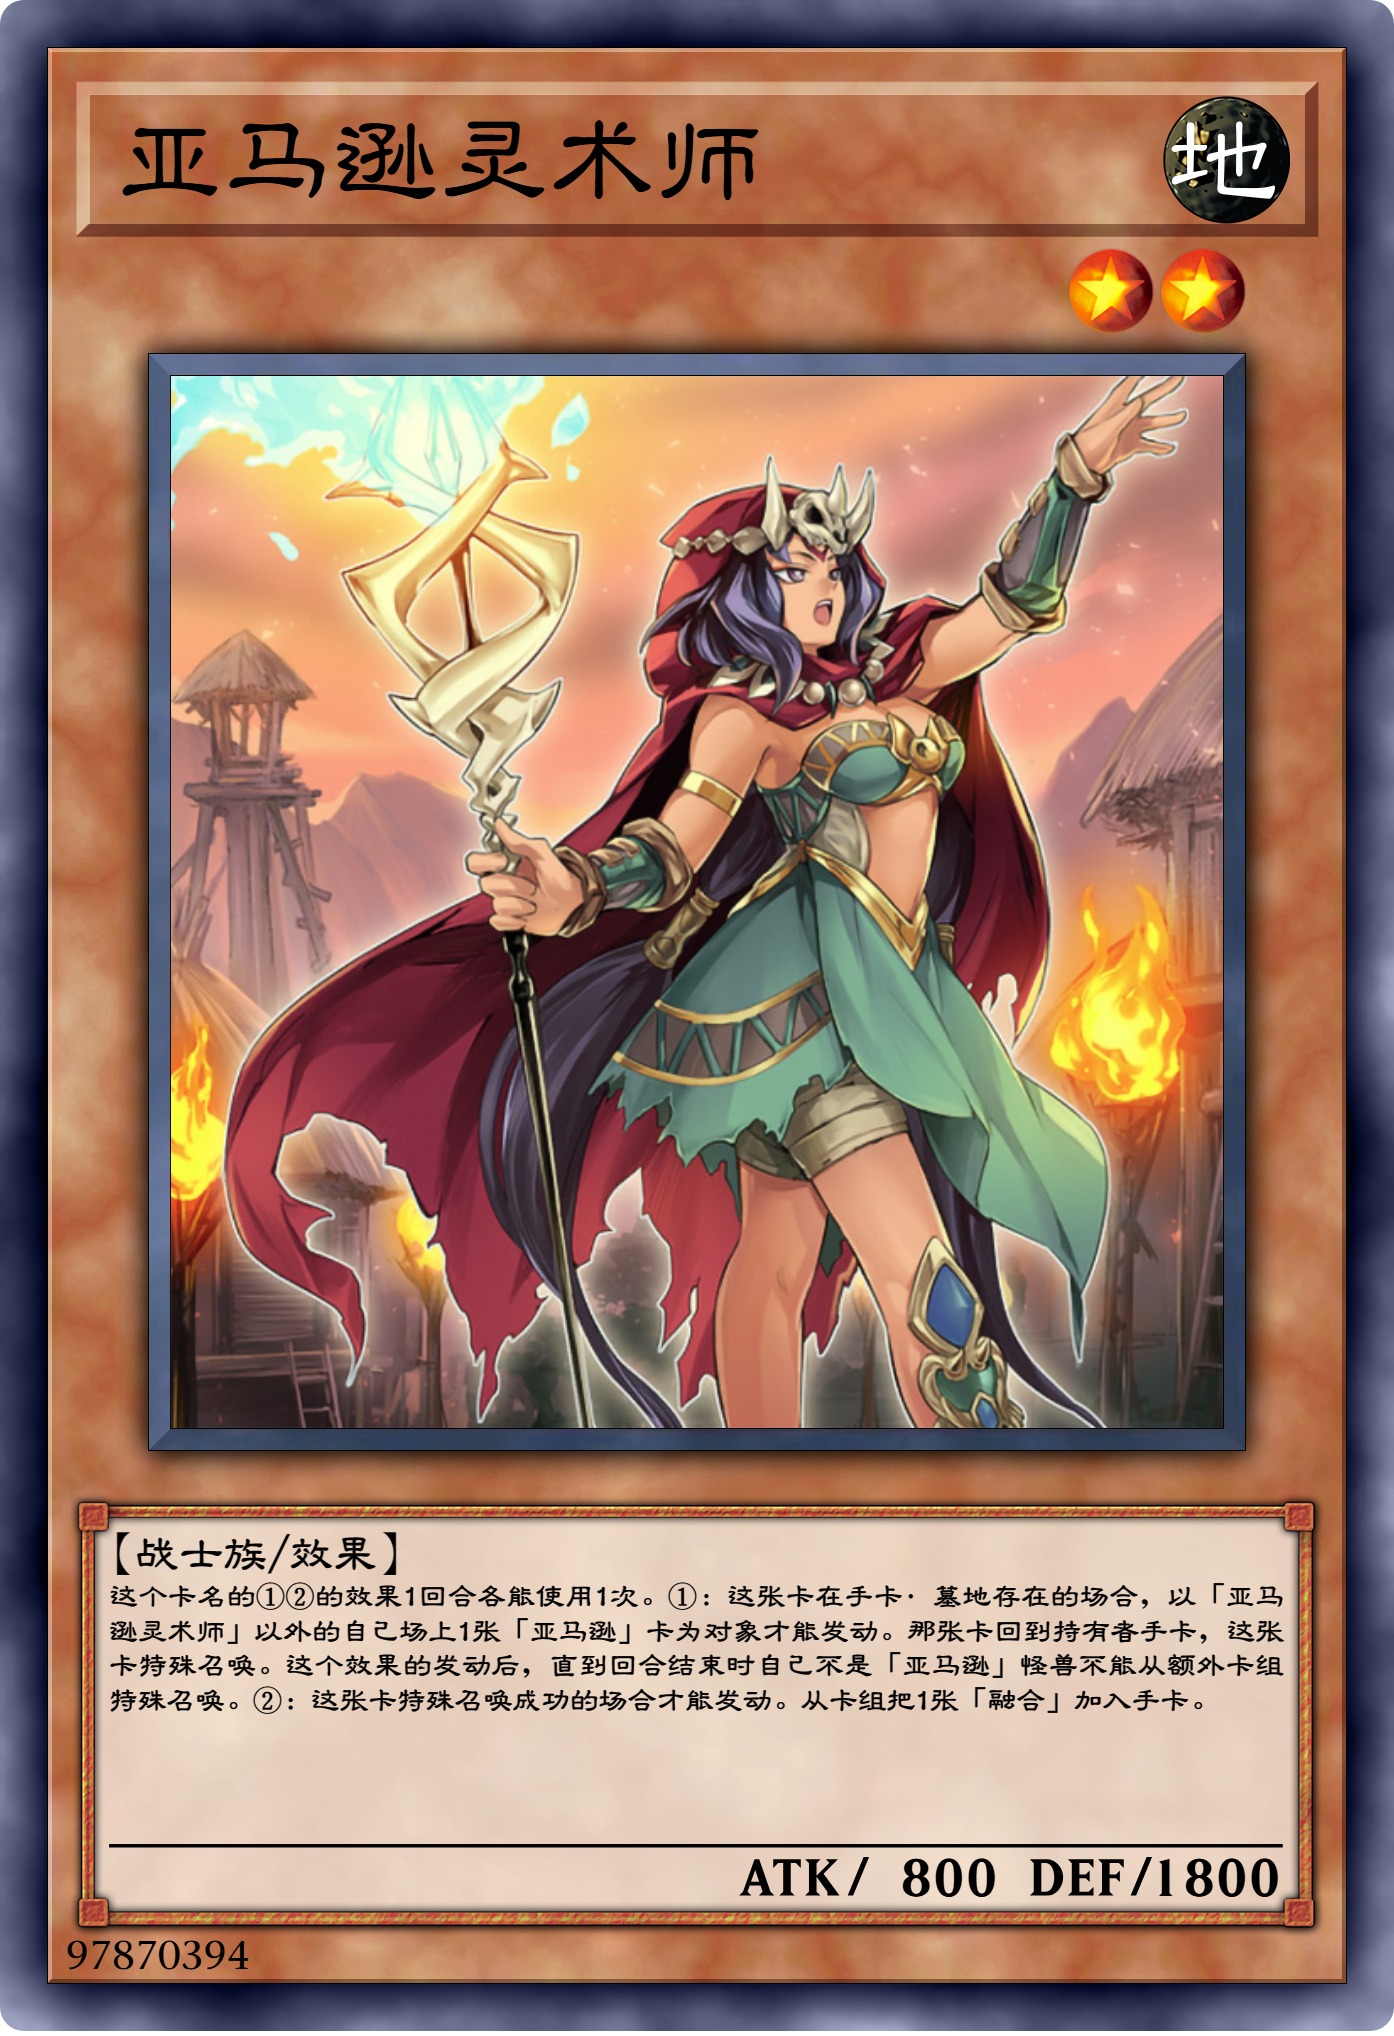 亚马逊灵术师
地
【战士族/效果】
这个卡名的①②的效果1回合各能使用1次。①：这张卡在手卡·墓地存在的场合，以「亚马
逊灵术师」以外的自己场上1张「亚马逊」卡为对象才能发动。那张卡回到持有者手卡，这张
卡特殊召唤。这个效果的发动后，直到回合结束时自己不是「亚马逊」怪兽不能从额外卡组
特殊召唤。②：这张卡特殊召唤成功的场合才能发动。从卡组把1张「融合」加入手卡。
ATK/ 800 DEF/1800
97870394